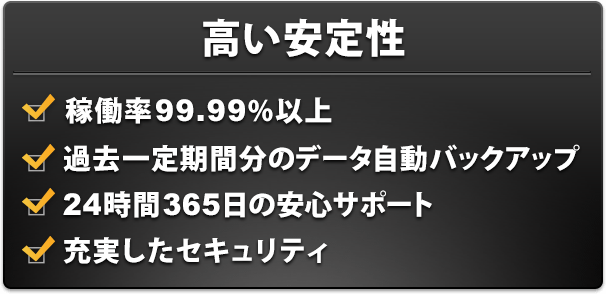 高い安定性
稼働率99.99%以上
過去一定期間分のデータ自動バックアップ
24時間365日の安心サポート
充実したセキュリティ